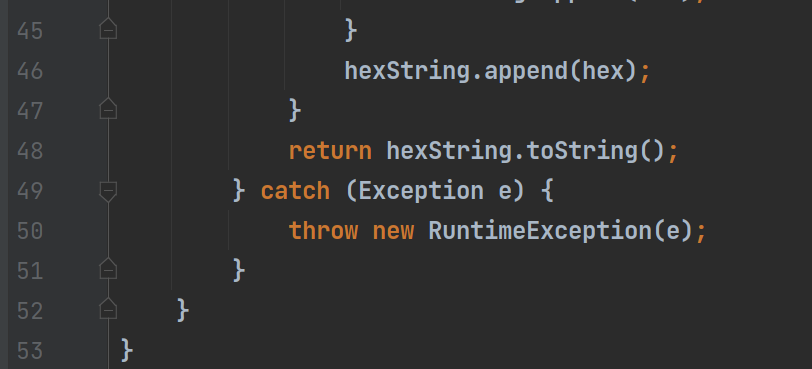 45 }
46 hexString.append(hex);
47 }
48 return hexString.toString();
49 } catch (Exception e) {
50 throw new RuntimeException(e);
51 }
52 }
53 }